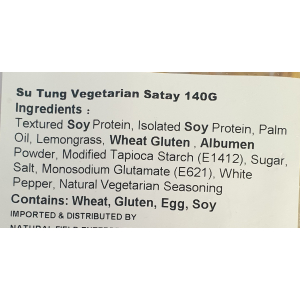 Su Tung Vegetarian Satay 140G
Ingredients :
Textured Soy Protein, Isolated Soy Protein, Palm
Oil, Lemongrass, Wheat Gluten , Albumen
Powder, Modified Tapioca Starch (E1412), Sugar,
Salt, Monosodium Glutamate (E621), White
Pepper, Natural Vegetarian Seasoning
Contains: Wheat, Gluten, Egg, Soy
IMPORTED & DISTRIBUTED BY
NATURAL FIELD